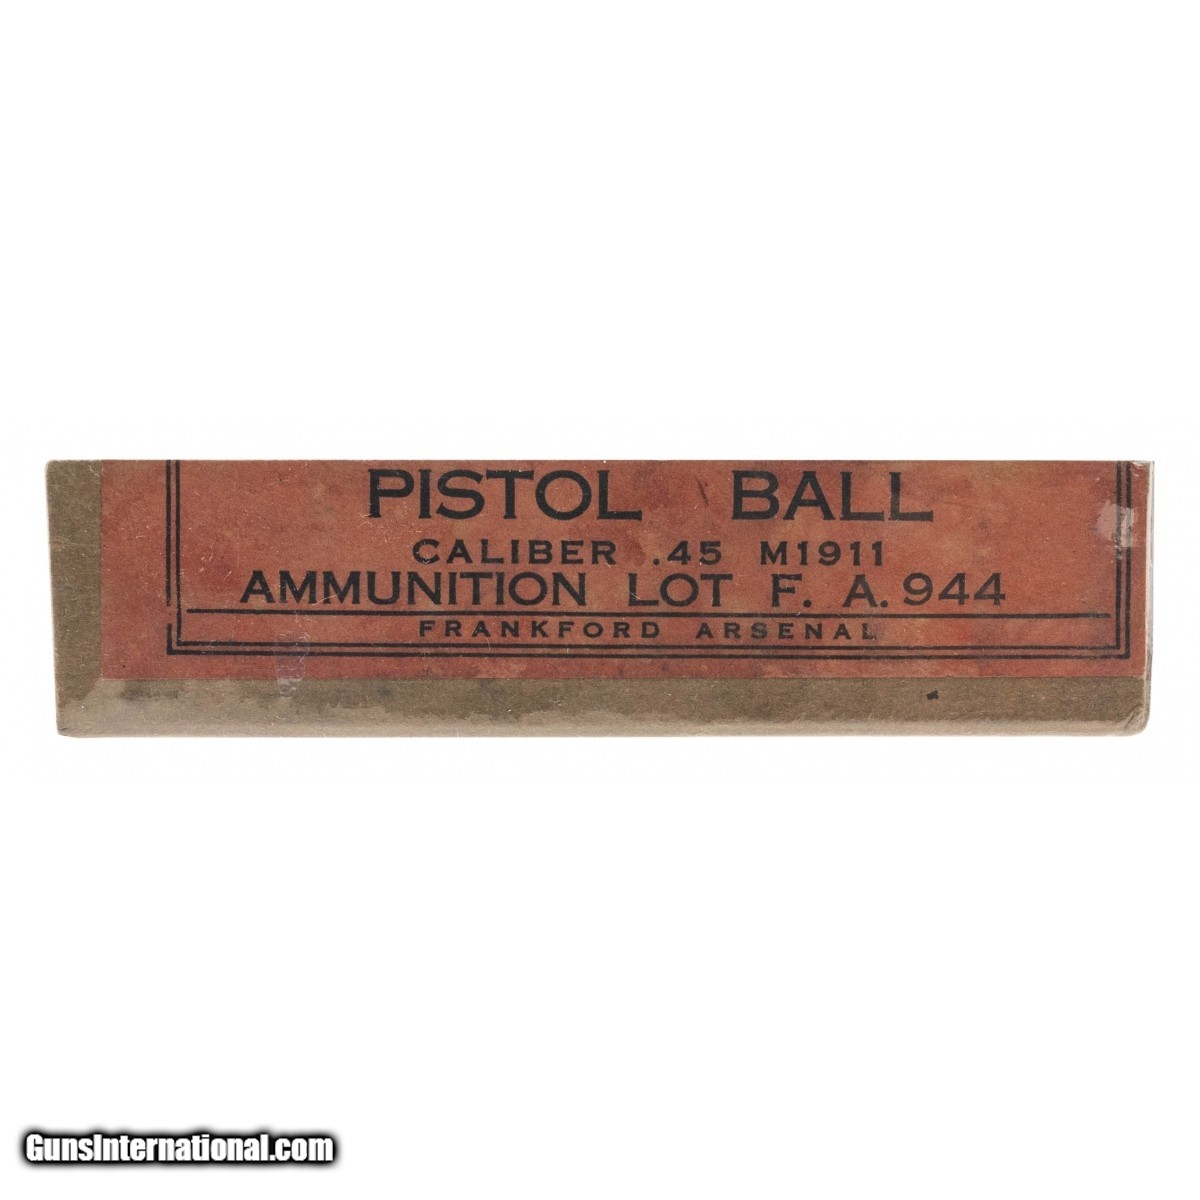 PISTOL BALL
CALIBER .45 M1911
AMMUNITION LOT F. A. 944
FRANKFORD ARSENAL
GunsInternational.com